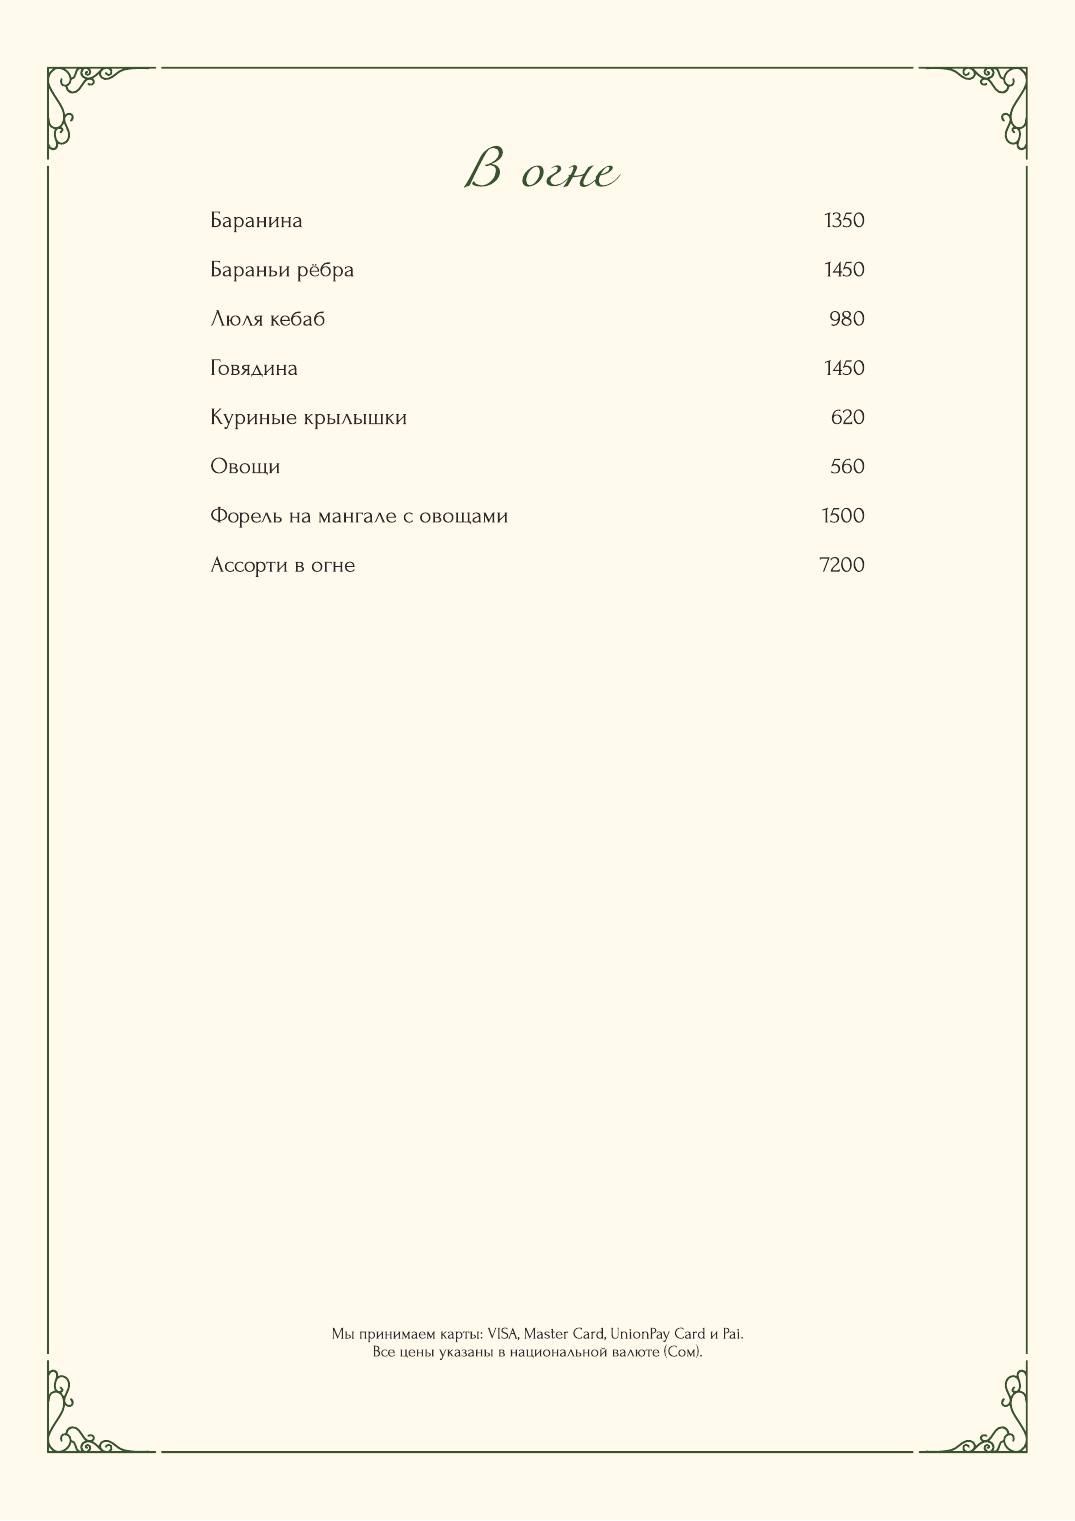 В огне
Баранина 1350
Бараньи рёбра 1450
Люля кебаб 980
Говядина 1450
Куриные крылышки 620
Овощи 560
Форель на мангале с овощами 1500
Ассорти в огне 7200
Мы принимаем карты: VISA, Master Card, UnionPay Card и Pai.
Все цены указаны в национальной валюте (Сом).